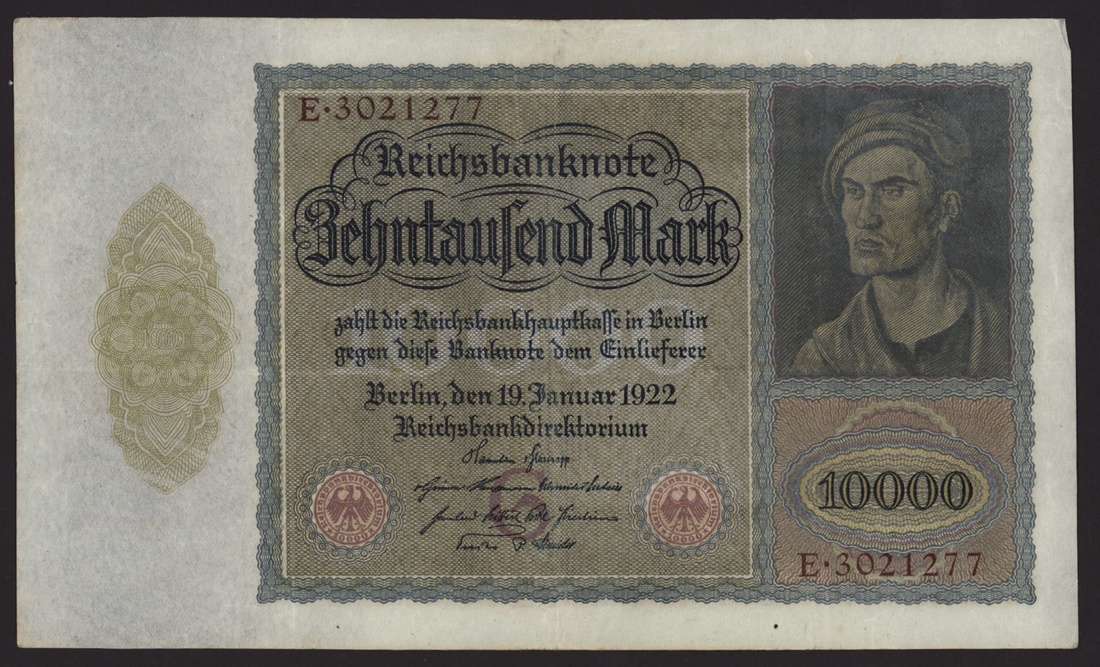 E·3021277
Reichsbanknote
Zehntauſend Mark
10000
zahlt die Reichsbankhauptkaſſe in Berlin
gegen dieſe Banknote dem Einlieferer
Berlin, den 19. Januar 1922
Reichsbankdirektorium
G
10000
E·3021277